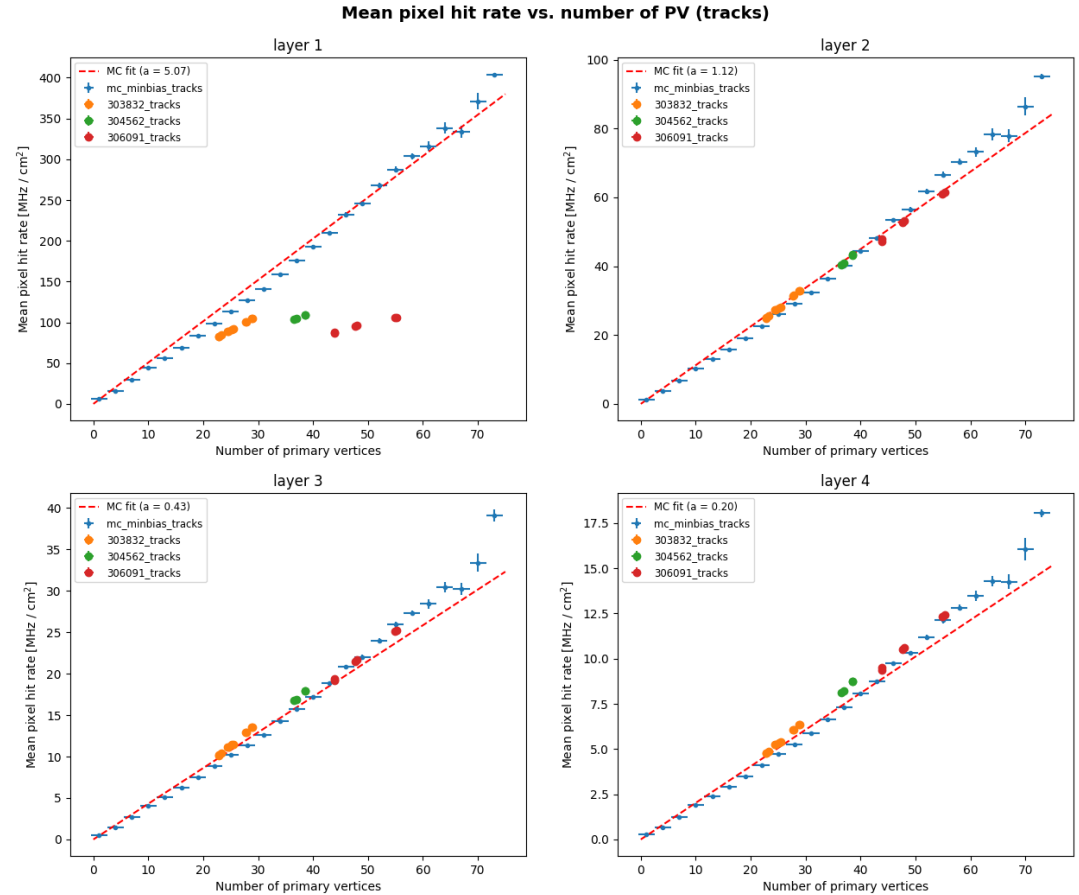 Mean pixel hit rate vs. number of PV (tracks)
layer 1
MC fit (a = 5.07)
mc_minbias_tracks
303832_tracks
304562_tracks
306091_tracks
Mean pixel hit rate [MHz / cm²]
400
350
300
250
200
150
100
50
0
0 10 20 30 40 50 60 70
Number of primary vertices
layer 2
MC fit (a = 1.12)
mc_minbias_tracks
303832_tracks
304562_tracks
306091_tracks
Mean pixel hit rate [MHz / cm²]
100
80
60
40
20
0
0 10 20 30 40 50 60 70
Number of primary vertices
layer 3
MC fit (a = 0.43)
mc_minbias_tracks
303832_tracks
304562_tracks
306091_tracks
Mean pixel hit rate [MHz / cm²]
40
35
30
25
20
15
10
5
0
0 10 20 30 40 50 60 70
Number of primary vertices
layer 4
MC fit (a = 0.20)
mc_minbias_tracks
303832_tracks
304562_tracks
306091_tracks
Mean pixel hit rate [MHz / cm²]
17.5
15.0
12.5
10.0
7.5
5.0
2.5
0.0
0 10 20 30 40 50 60 70
Number of primary vertices